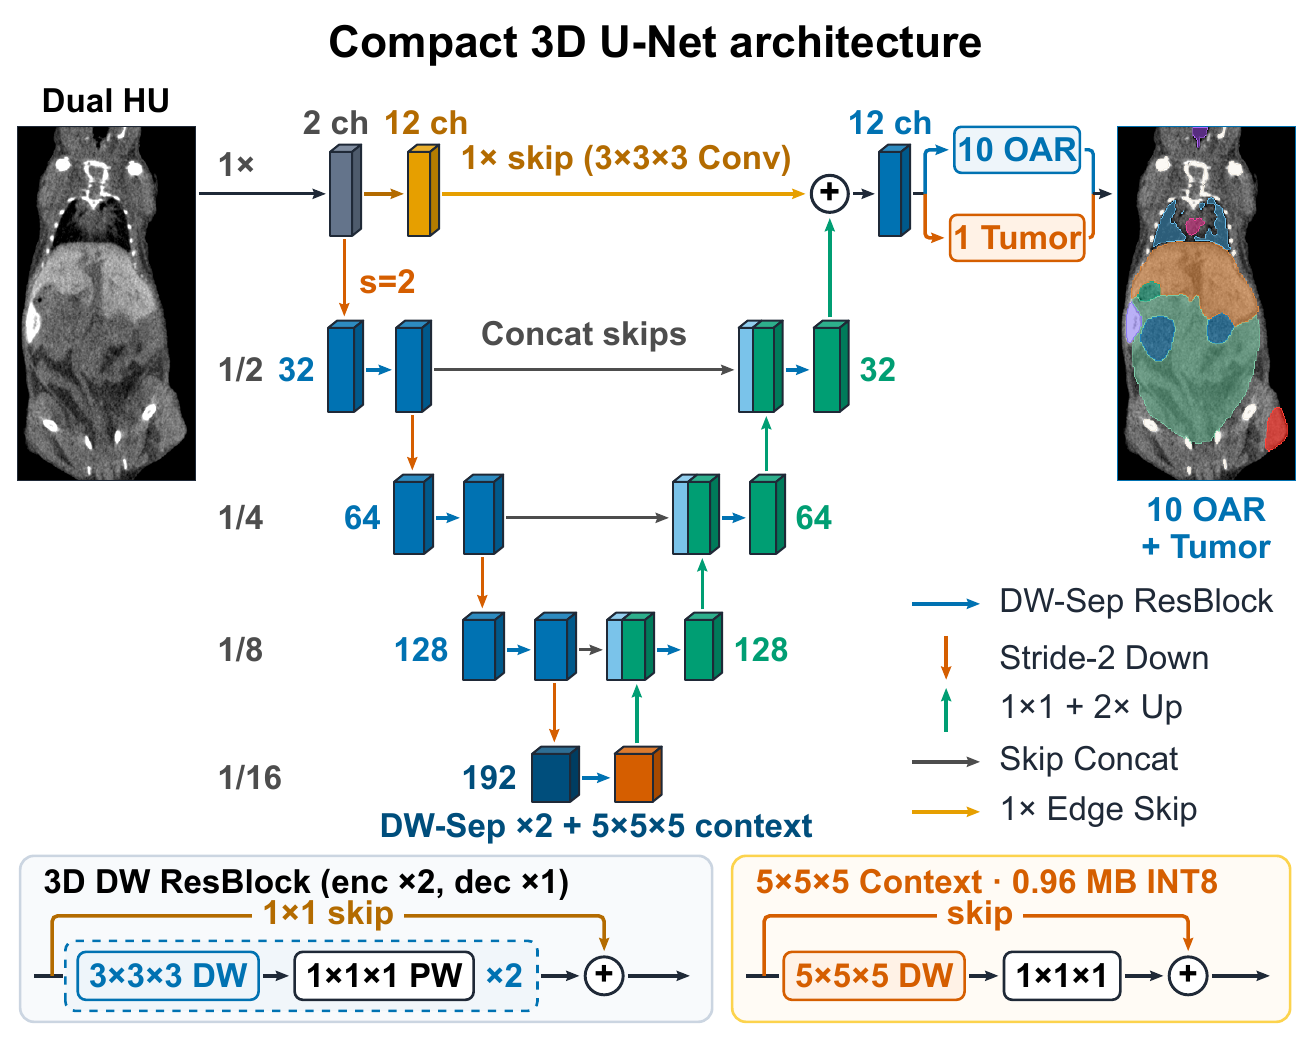 Compact 3D U-Net architecture
Dual HU
2 ch
12 ch
12 ch
1×
1× skip (3×3×3 Conv)
+
10 OAR
1 Tumor
s=2
1/2
32
Concat skips
32
1/4
64
64
10 OAR
+ Tumor
1/8
128
128
1/16
192
DW-Sep ×2 + 5×5×5 context
DW-Sep ResBlock
Stride-2 Down
1×1 + 2× Up
Skip Concat
1× Edge Skip
3D DW ResBlock (enc ×2, dec ×1)
1×1 skip
3×3×3 DW
1×1×1 PW
×2
+
5×5×5 Context · 0.96 MB INT8
skip
5×5×5 DW
1×1×1
+